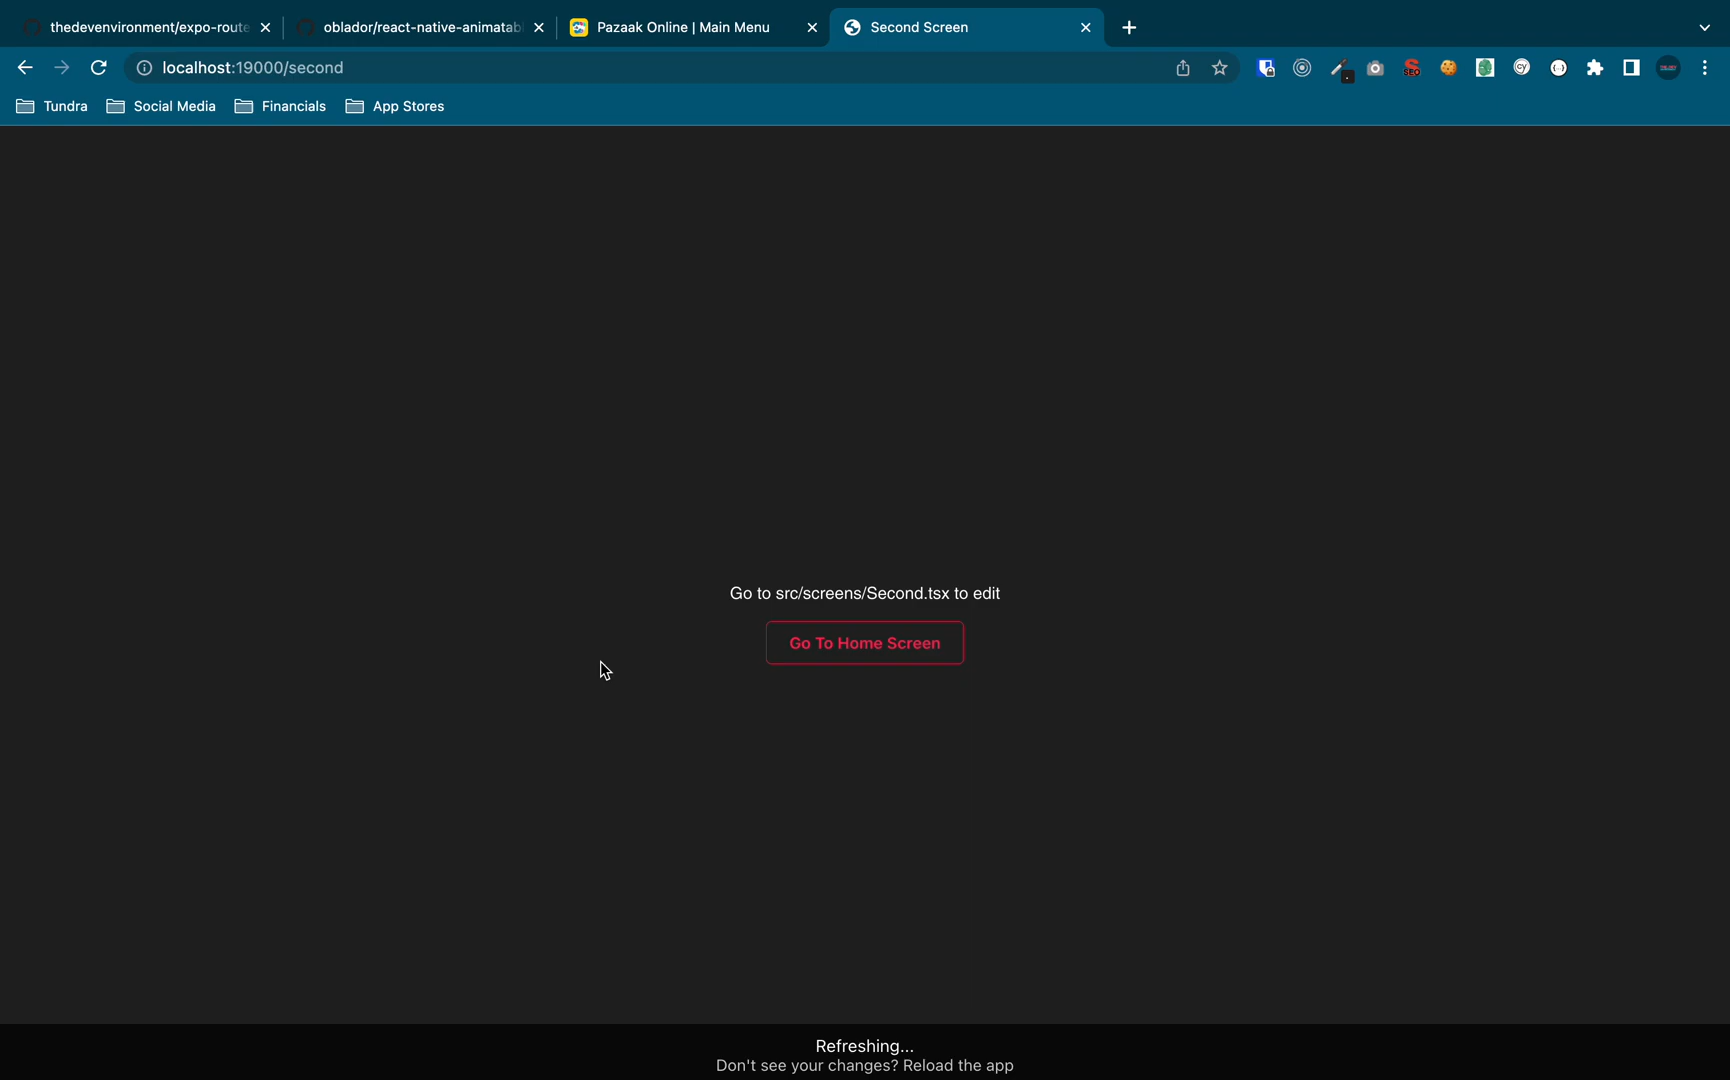 thedevenvironment/expo-route
oblador/react-native-animatab
Pazaak Online | Main Menu
Second Screen
localhost:19000/second
SEO
CY
Tundra
Social Media
Financials
App Stores
Go to src/screens/Second.tsx to edit
Go To Home Screen
Refreshing...
Don't see your changes? Reload the app